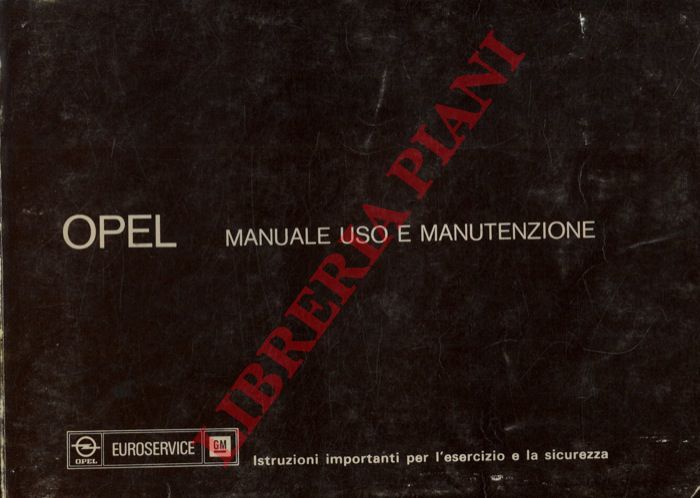 OPEL MANUALE USO E MANUTENZIONE
LIBRERIA PIANI
OPEL EUROSERVICE GM Istruzioni importanti per l'esercizio e la sicurezza